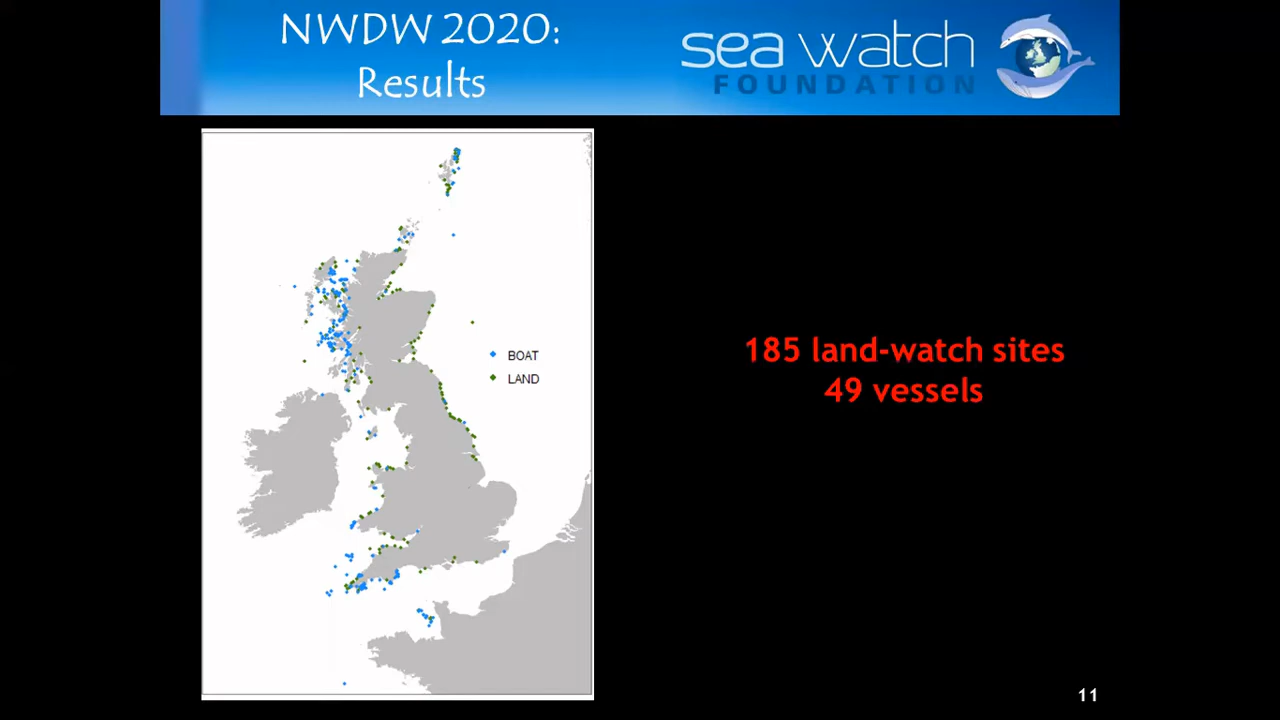 NWDW 2020:
Results
sea watch
FOUNDATION
BOAT
LAND
185 land-watch sites
49 vessels
11